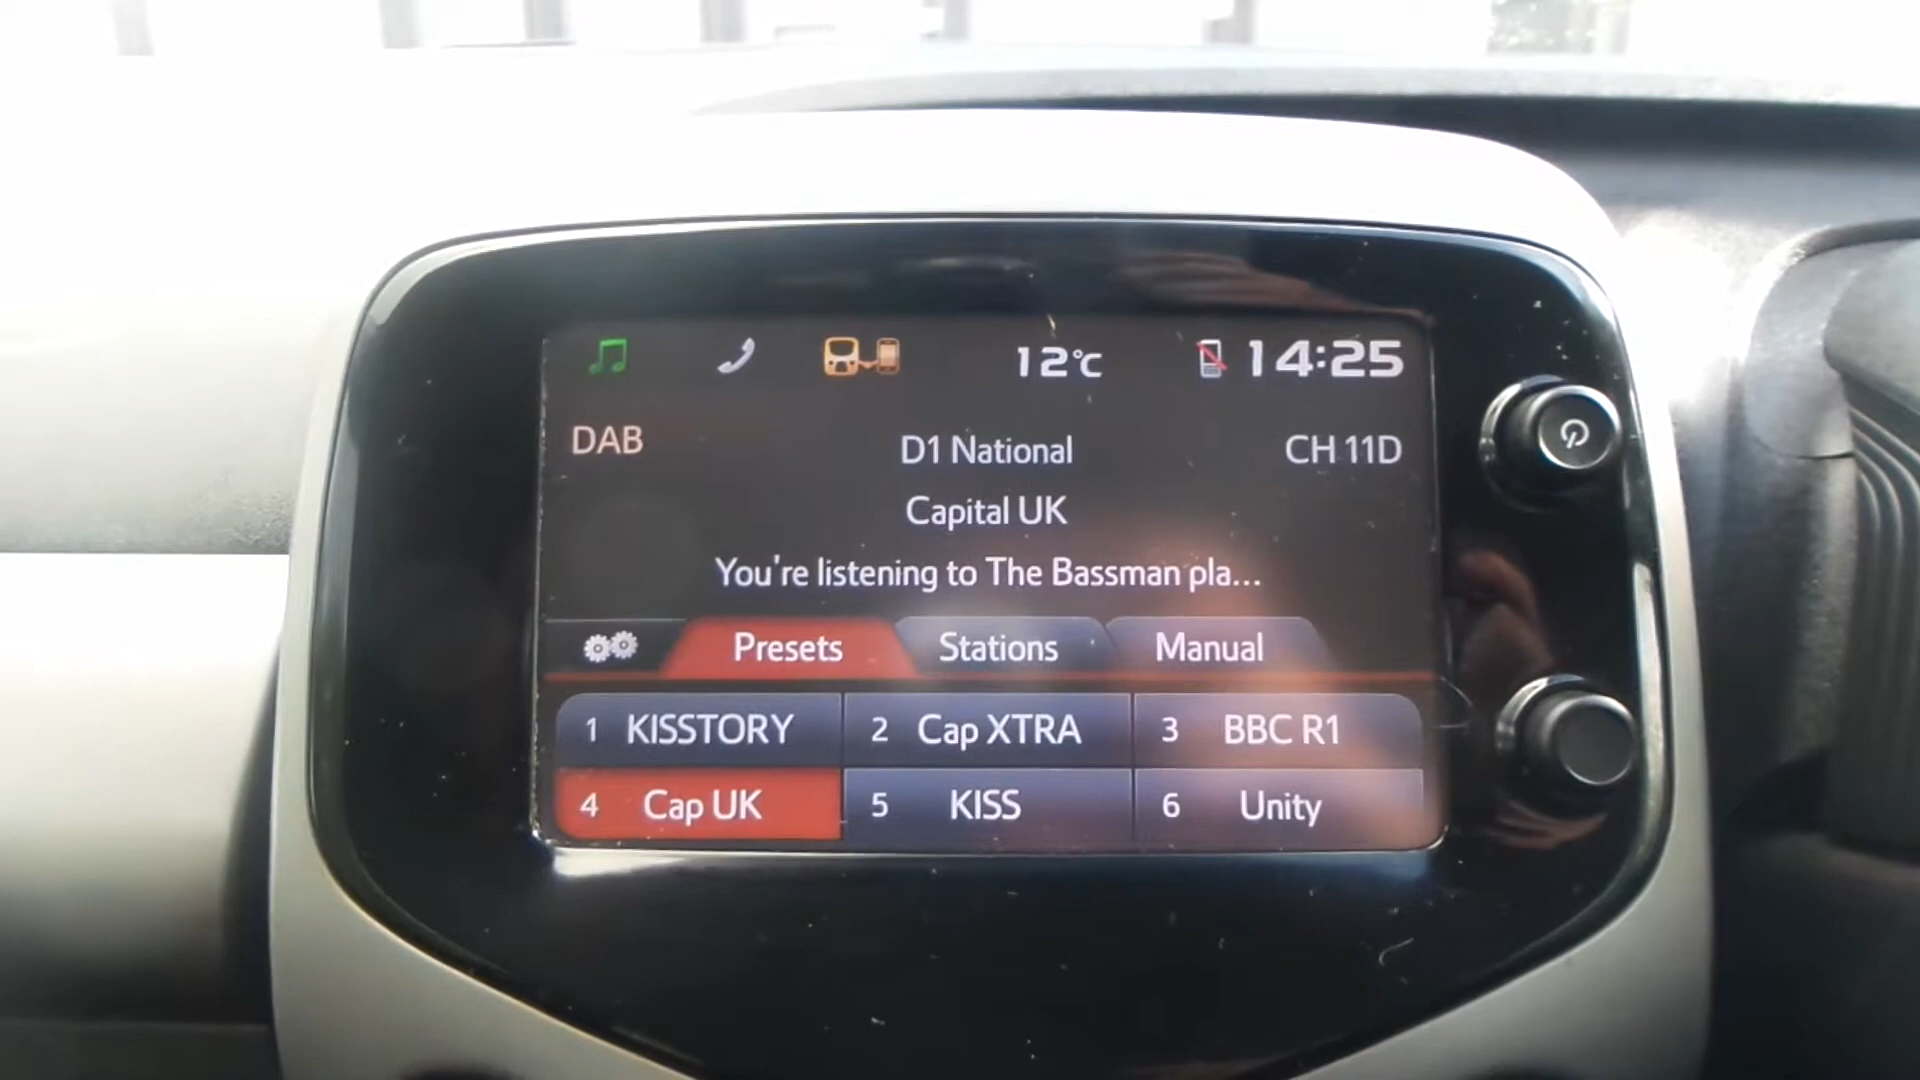 12°C 14:25
DAB D1 National CH 11D
Capital UK
You're listening to The Bassman pla...
Presets Stations Manual
1 KISSTORY 2 Cap XTRA 3 BBC R1
4 Cap UK 5 KISS 6 Unity